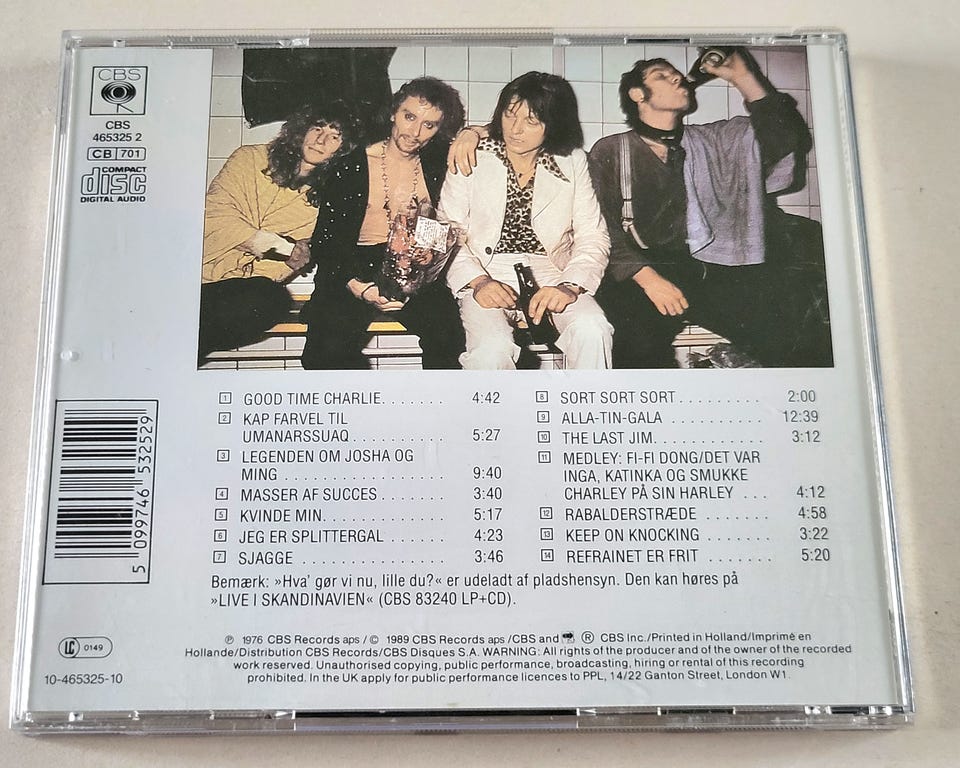 CBS
CBS
465325 2
CB 701
COMPACT
disc
DIGITAL AUDIO
1 GOOD TIME CHARLIE. . . . . . . 4:42
2 KAP FARVEL TIL
UMANARSSUAQ . . . . . . . . . . 5:27
3 LEGENDEN OM JOSHA OG
MING . . . . . . . . . . . . . . . . . . 9:40
4 MASSER AF SUCCES . . . . . . . 3:40
5 KVINDE MIN. . . . . . . . . . . . . 5:17
6 JEG ER SPLITTERGAL . . . . . . 4:23
7 SJAGGE . . . . . . . . . . . . . . . . 3:46
8 SORT SORT SORT . . . . . . . . . 2:00
9 ALLA-TIN-GALA . . . . . . . . . . 12:39
10 THE LAST JIM. . . . . . . . . . . . 3:12
11 MEDLEY: FI-FI DONG/DET VAR
INGA, KATINKA OG SMUKKE
CHARLEY PÅ SIN HARLEY . . . 4:12
12 RABALDERSTRÆDE . . . . . . . 4:58
13 KEEP ON KNOCKING . . . . . . 3:22
14 REFRAINET ER FRIT . . . . . . 5:20
Bemærk: »Hva' gør vi nu, lille du?« er udeladt af pladshensyn. Den kan høres på
»LIVE I SKANDINAVIEN« (CBS 83240 LP+CD).
5 099746 532529
LC 0149
10-465325-10
℗ 1976 CBS Records aps / © 1989 CBS Records aps /CBS and ® CBS Inc./Printed in Holland/Imprimé en
Hollande/Distribution CBS Records/CBS Disques S.A. WARNING: All rights of the producer and of the owner of the recorded
work reserved. Unauthorised copying, public performance, broadcasting, hiring or rental of this recording
prohibited. In the UK apply for public performance licences to PPL, 14/22 Ganton Street, London W1.